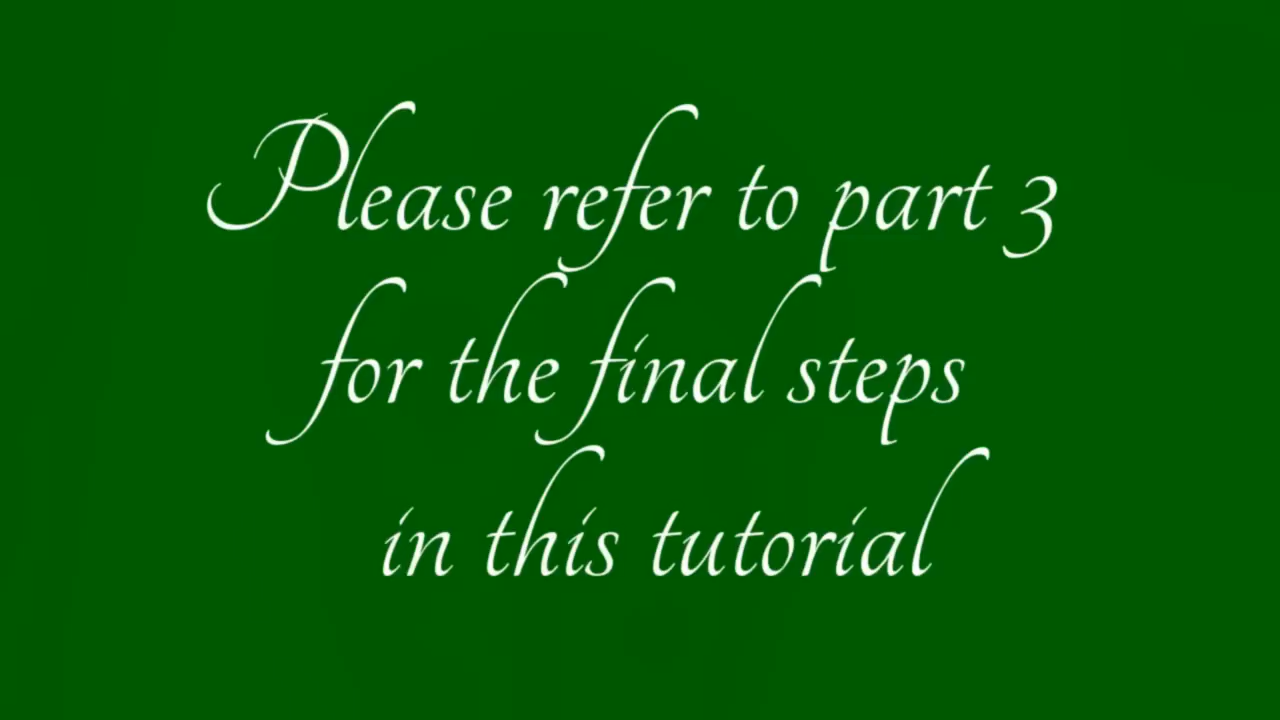 Please refer to part 3
for the final steps
in this tutorial